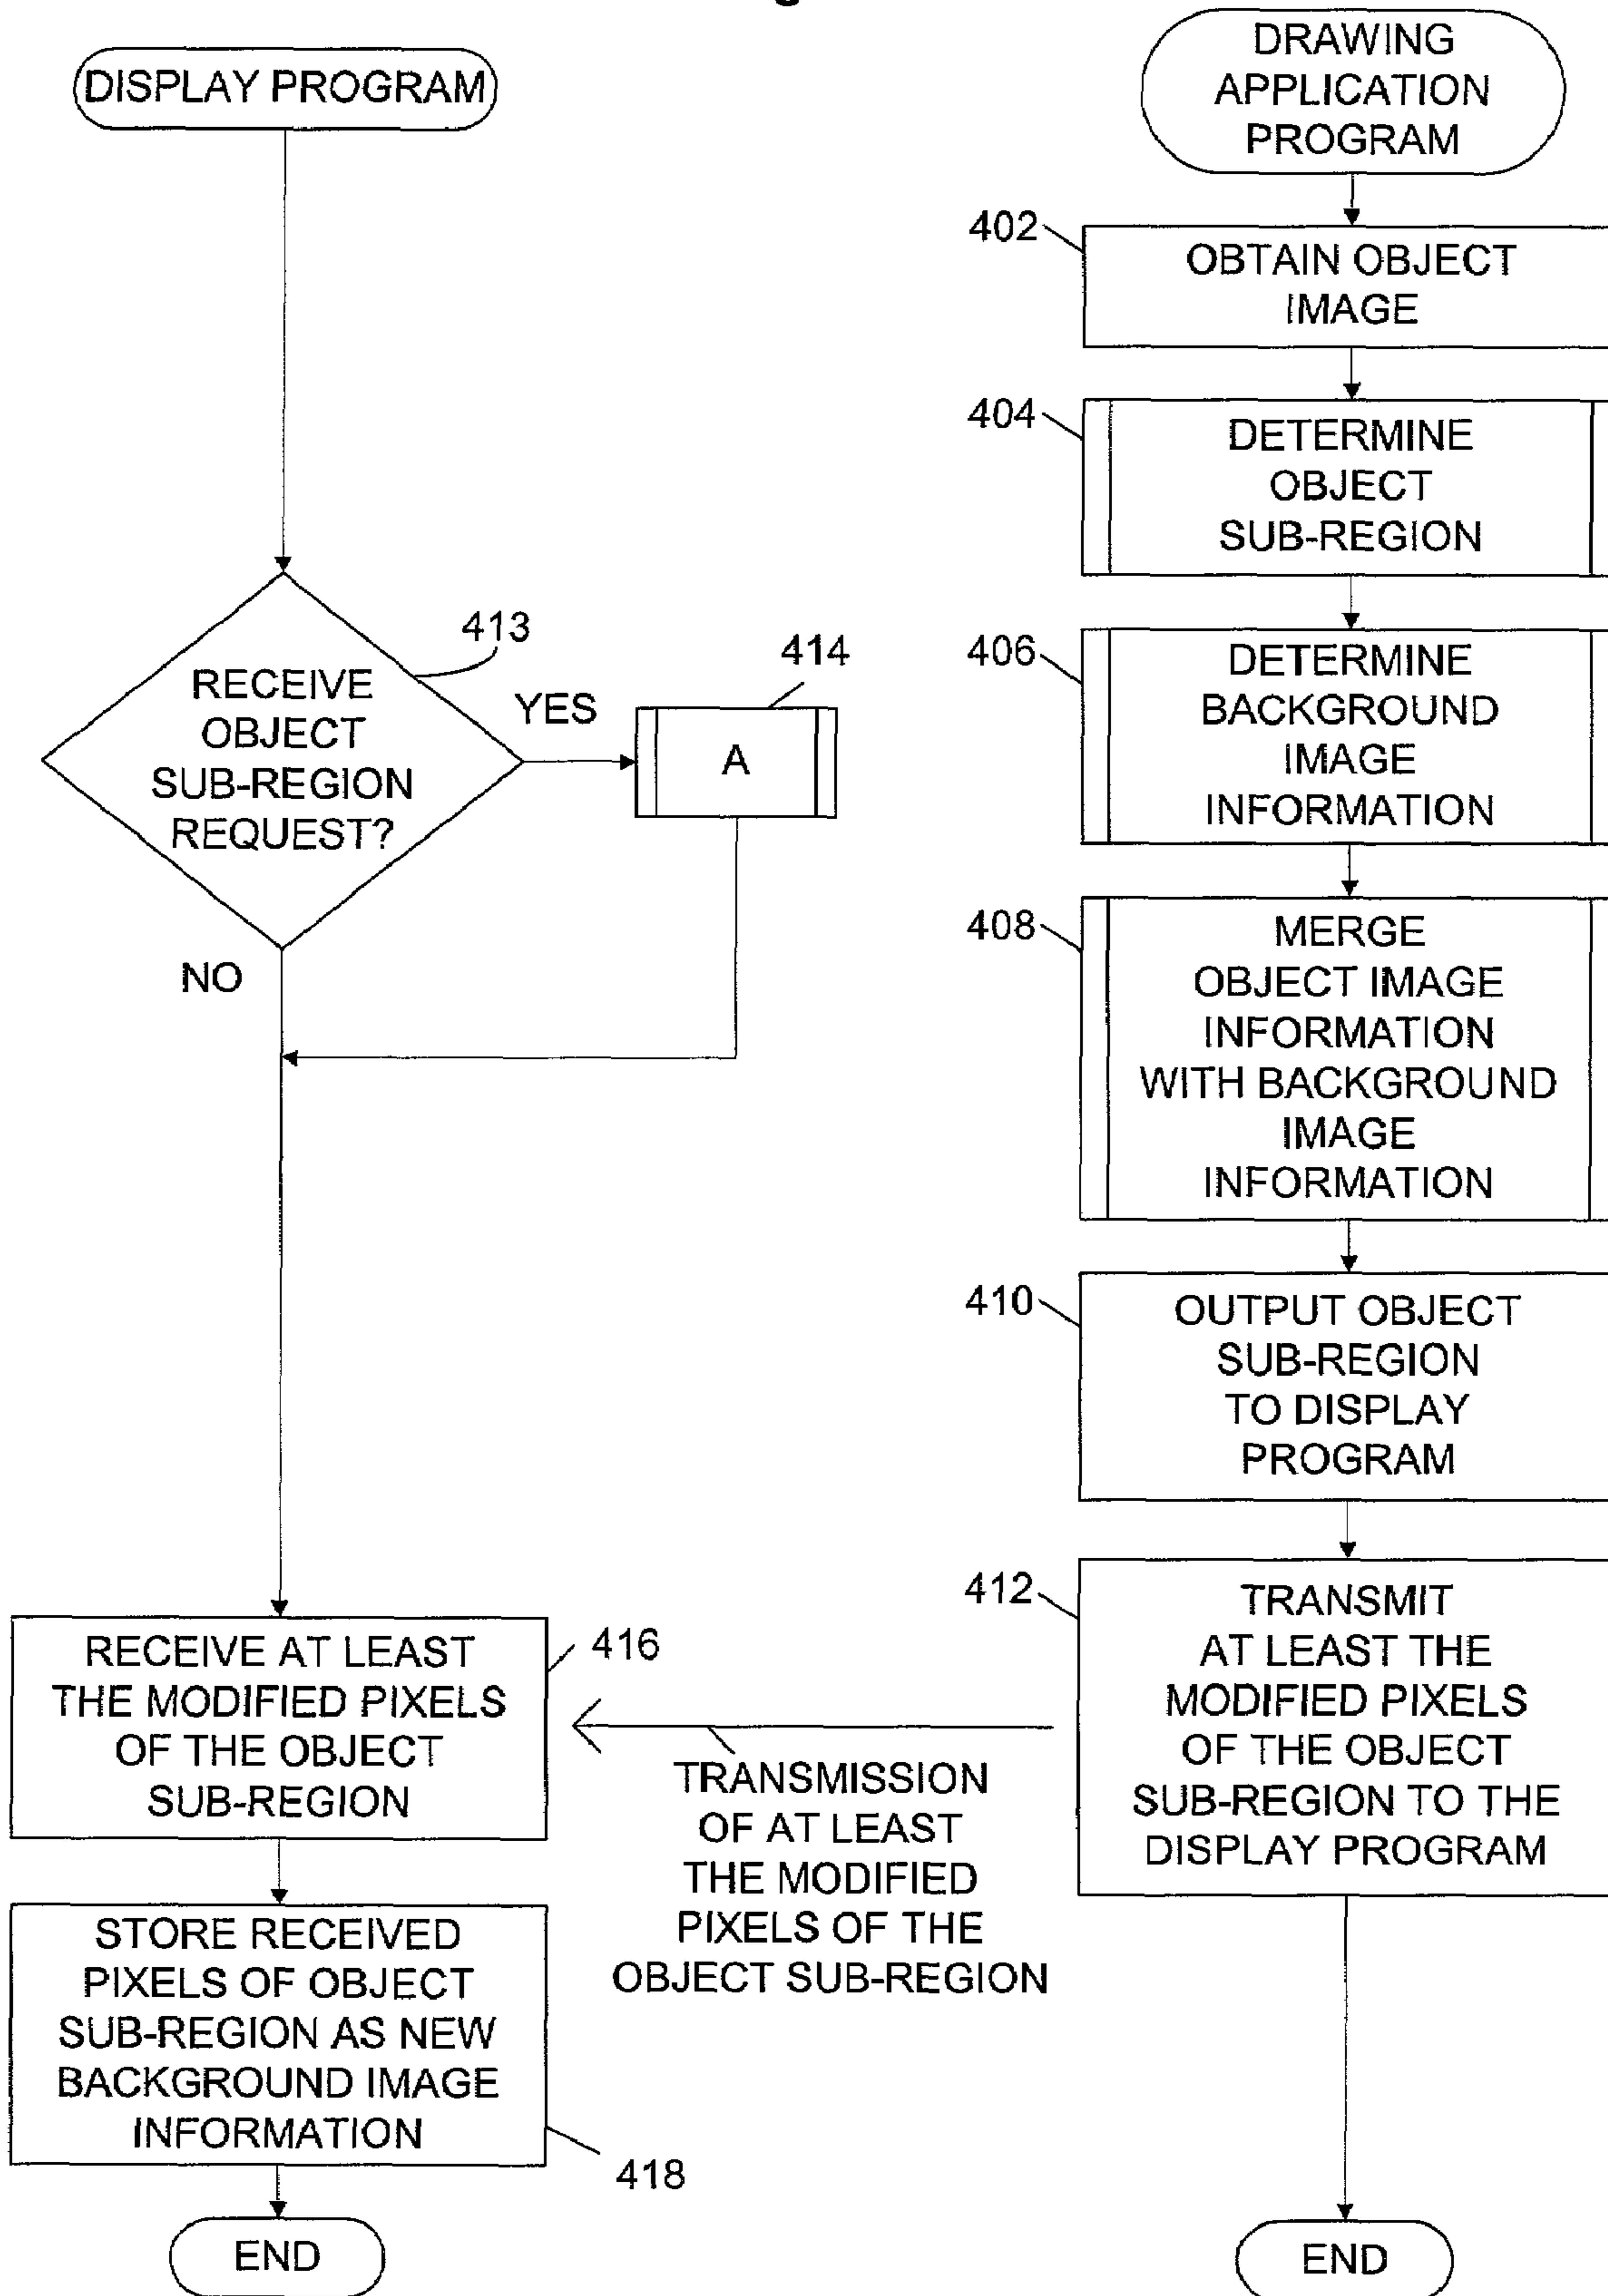 DISPLAY PROGRAM
413
RECEIVE
OBJECT
SUB-REGION
REQUEST?
YES
414
A
NO
416
RECEIVE AT LEAST
THE MODIFIED PIXELS
OF THE OBJECT
SUB-REGION
STORE RECEIVED
PIXELS OF OBJECT
SUB-REGION AS NEW
BACKGROUND IMAGE
INFORMATION
418
END
DRAWING
APPLICATION
PROGRAM
402
OBTAIN OBJECT
IMAGE
404
DETERMINE
OBJECT
SUB-REGION
406
DETERMINE
BACKGROUND
IMAGE
INFORMATION
408
MERGE
OBJECT IMAGE
INFORMATION
WITH BACKGROUND
IMAGE
INFORMATION
410
OUTPUT OBJECT
SUB-REGION
TO DISPLAY
PROGRAM
412
TRANSMIT
AT LEAST THE
MODIFIED PIXELS
OF THE OBJECT
SUB-REGION TO THE
DISPLAY PROGRAM
TRANSMISSION
OF AT LEAST
THE MODIFIED
PIXELS OF THE
OBJECT SUB-REGION
END